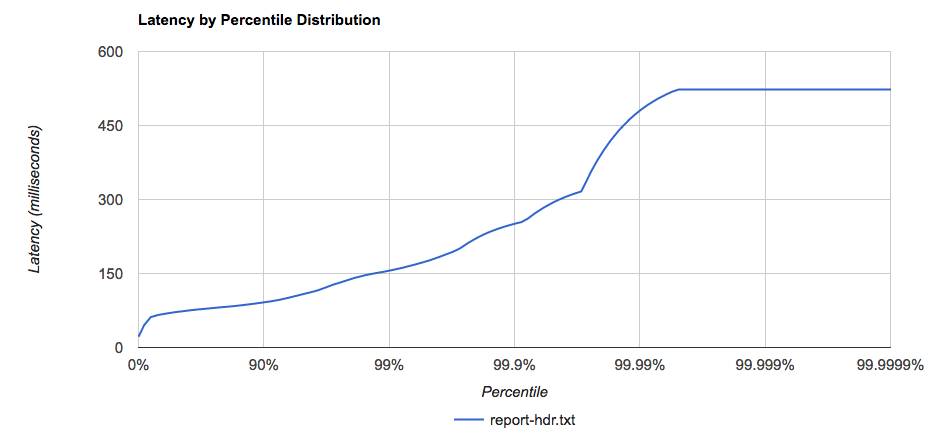 Latency by Percentile Distribution
600
450
300
150
0
Latency (milliseconds)
0% 90% 99% 99.9% 99.99% 99.999% 99.9999%
Percentile
report-hdr.txt